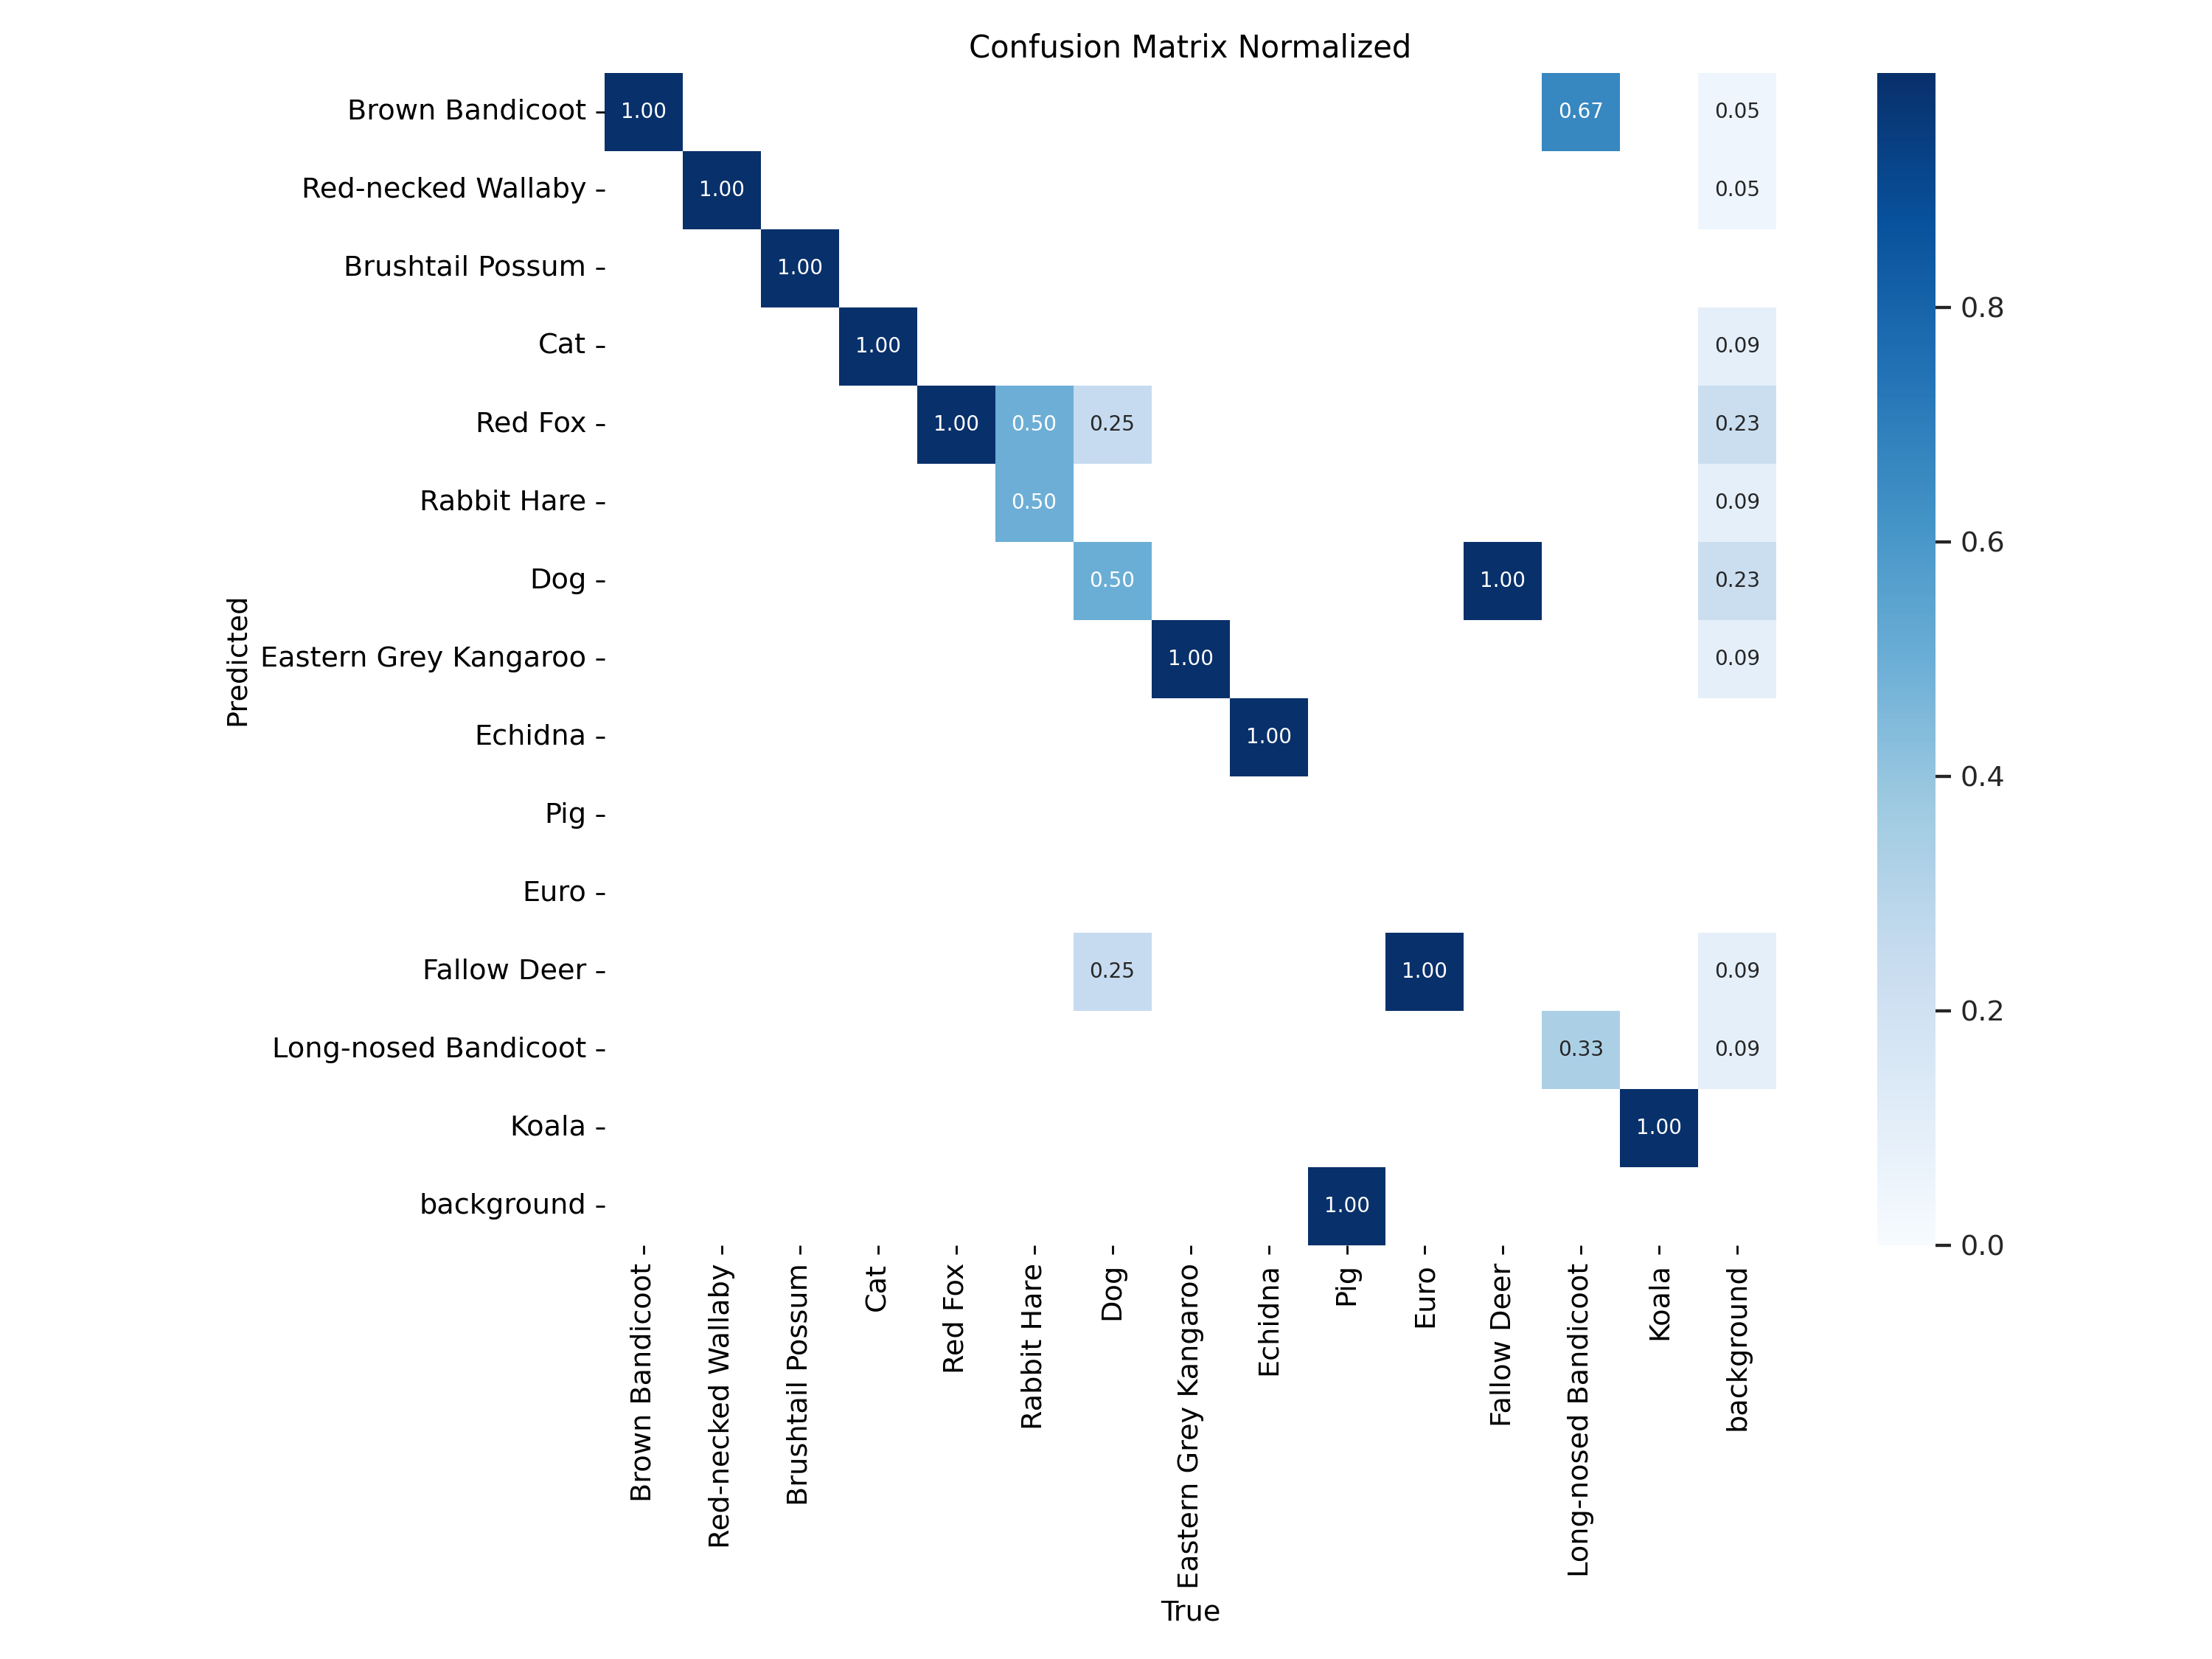 Confusion Matrix Normalized
Brown Bandicoot 1.00 0.67 0.05
Red-necked Wallaby 1.00 0.05
Brushtail Possum 1.00
Cat 1.00 0.09
Red Fox 1.00 0.50 0.25 0.23
Rabbit Hare 0.50 0.09
Dog 0.50 1.00 0.23
Eastern Grey Kangaroo 1.00 0.09
Echidna 1.00
Pig
Euro
Fallow Deer 0.25 1.00 0.09
Long-nosed Bandicoot 0.33 0.09
Koala 1.00
background 1.00
Predicted
Brown Bandicoot
Red-necked Wallaby
Brushtail Possum
Cat
Red Fox
Rabbit Hare
Dog
Eastern Grey Kangaroo
Echidna
Pig
Euro
Fallow Deer
Long-nosed Bandicoot
Koala
background
True
0.8
0.6
0.4
0.2
0.0